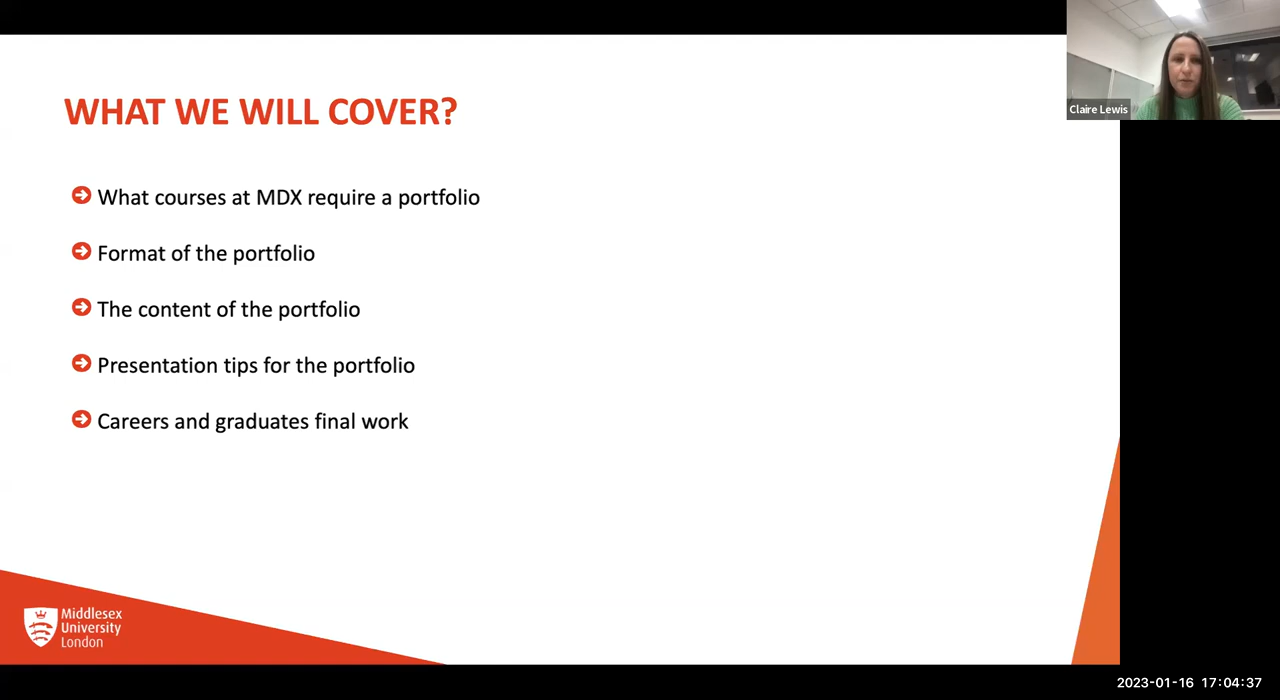 WHAT WE WILL COVER?
What courses at MDX require a portfolio
Format of the portfolio
The content of the portfolio
Presentation tips for the portfolio
Careers and graduates final work
Middlesex
University
London
Claire Lewis
2023-01-16 17:04:37